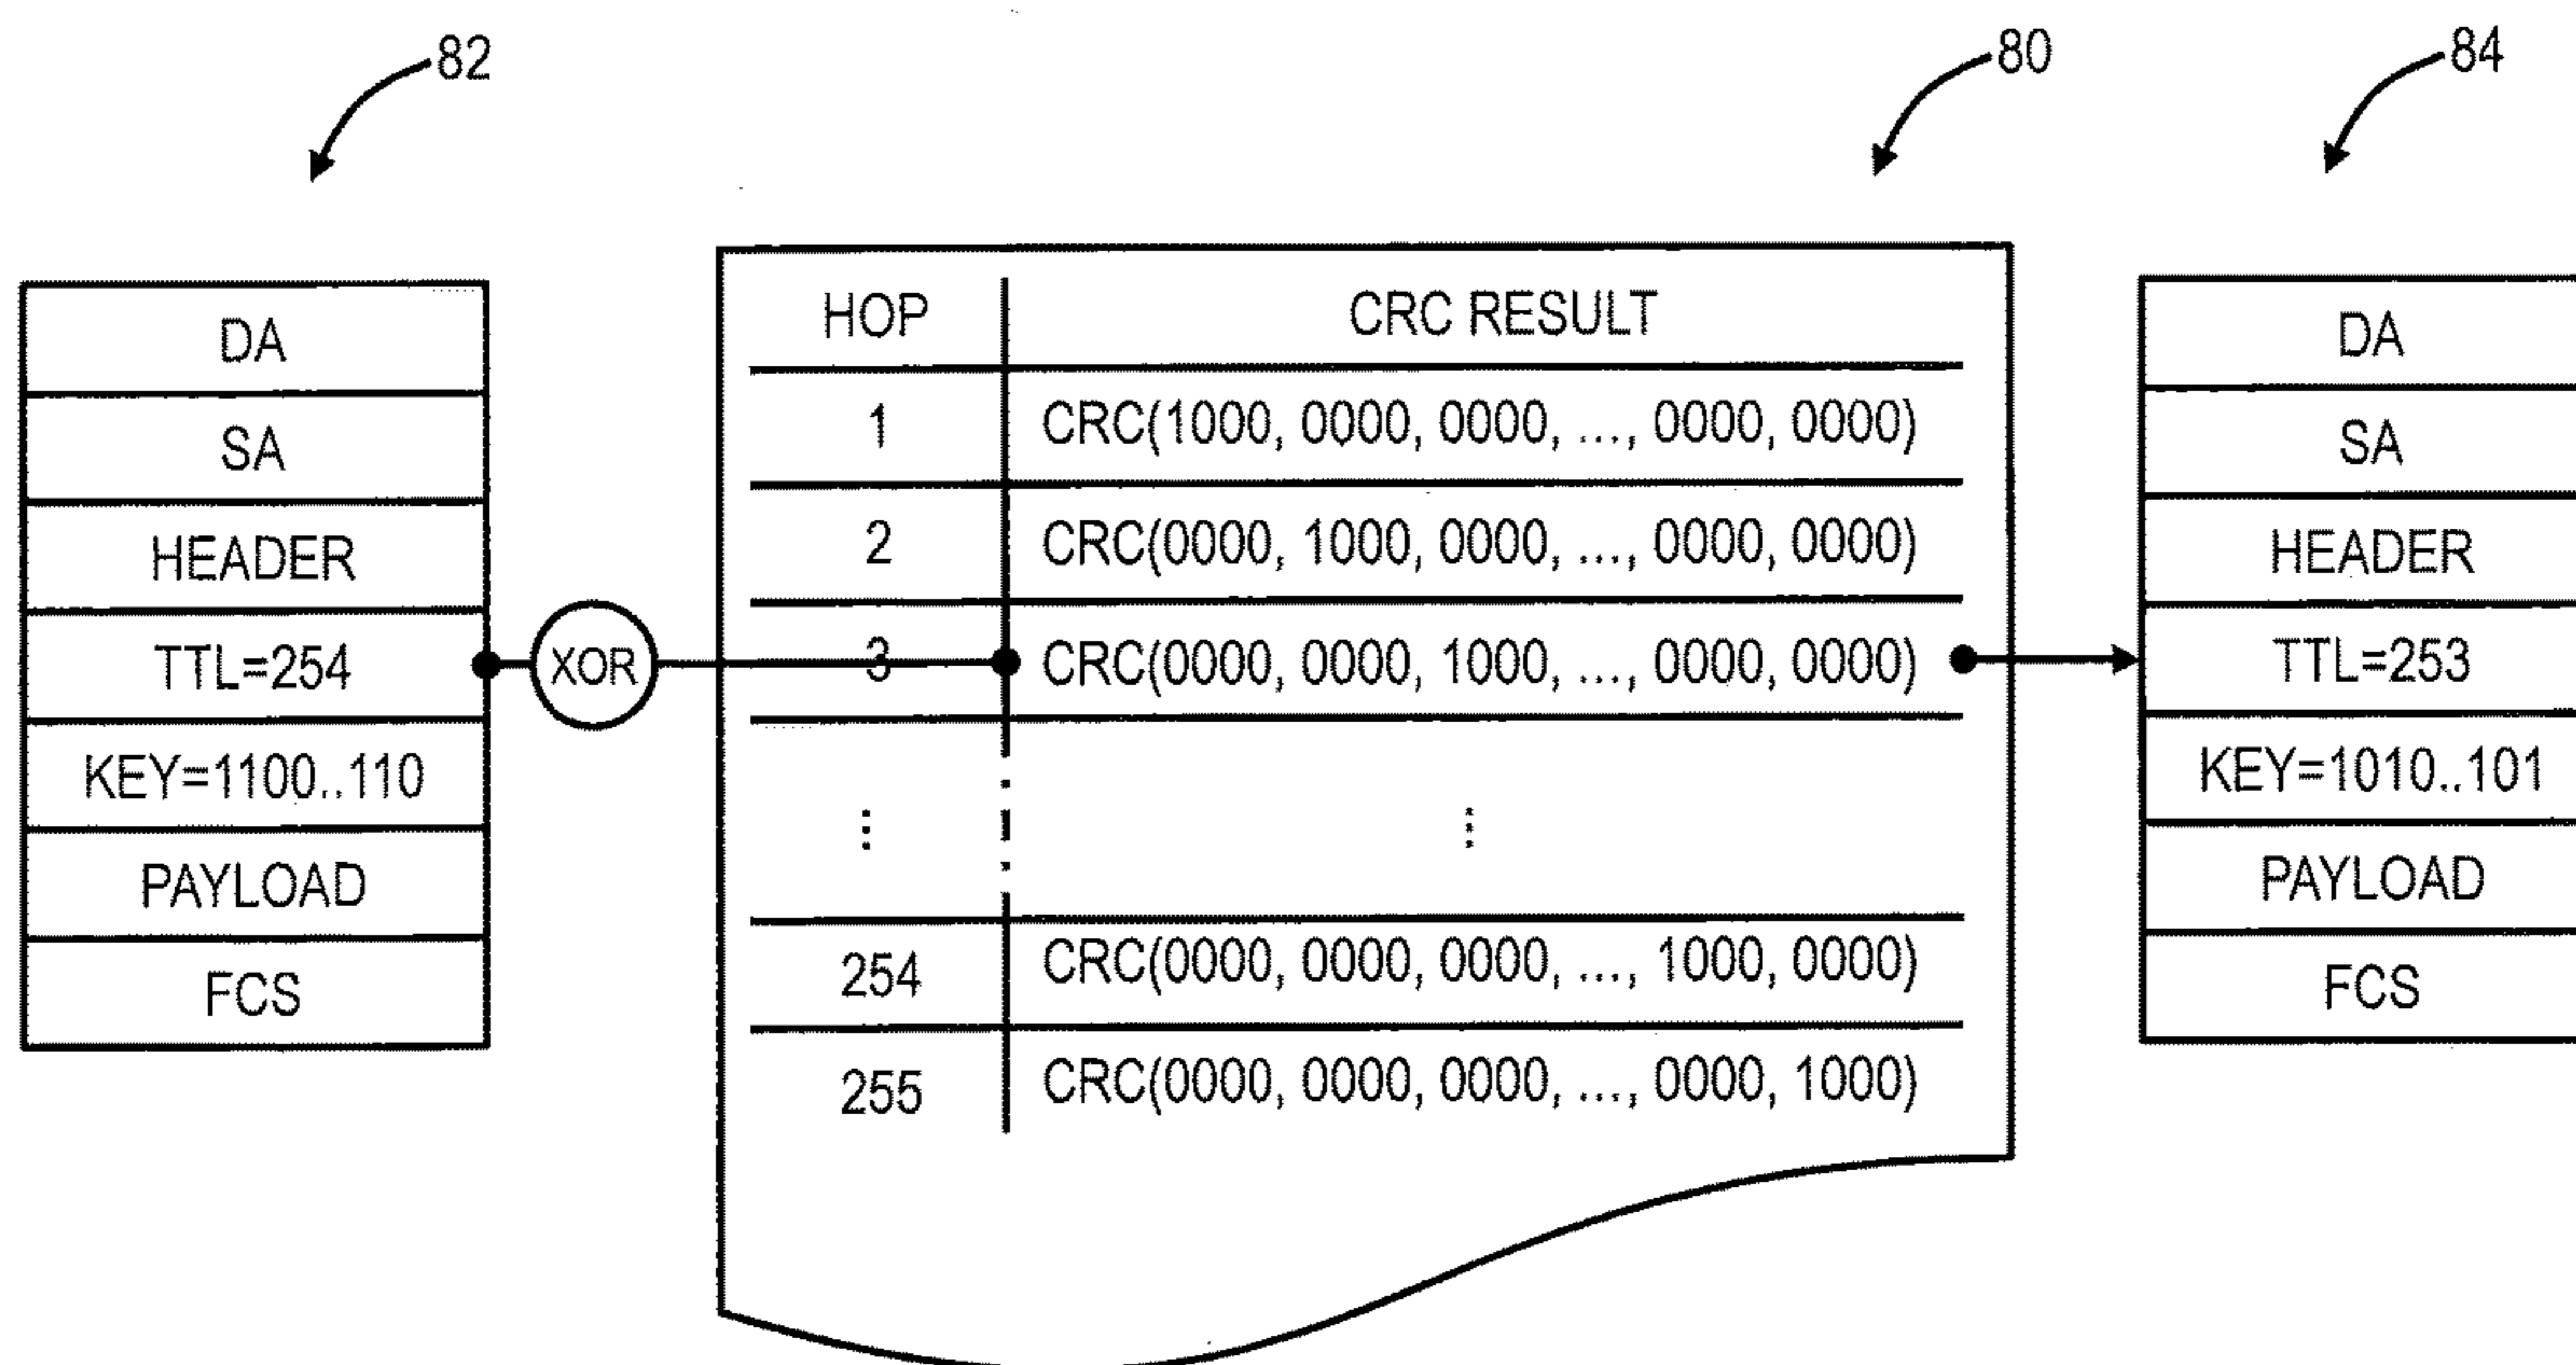 82
80
84
DA
SA
HEADER
TTL=254
KEY=1100..110
PAYLOAD
FCS
XOR
HOP CRC RESULT
1 CRC(1000, 0000, 0000, ..., 0000, 0000)
2 CRC(0000, 1000, 0000, ..., 0000, 0000)
3 CRC(0000, 0000, 1000, ..., 0000, 0000)
⋮ ⋮
254 CRC(0000, 0000, 0000, ..., 1000, 0000)
255 CRC(0000, 0000, 0000, ..., 0000, 1000)
DA
SA
HEADER
TTL=253
KEY=1010..101
PAYLOAD
FCS